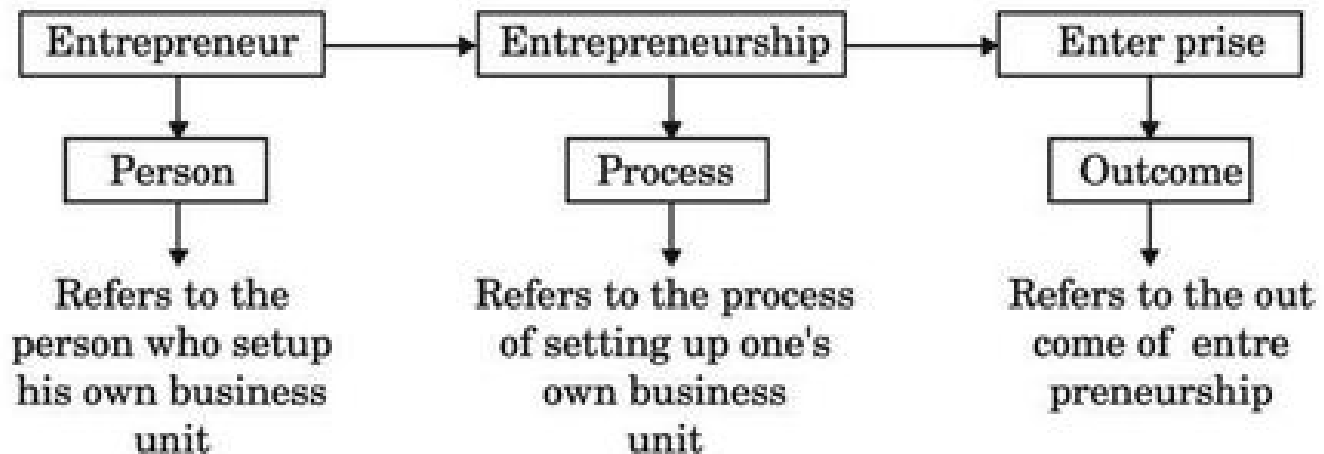 Entrepreneur
Entrepreneurship
Enter prise
Person
Process
Outcome
Refers to the
person who setup
his own business
unit
Refers to the process
of setting up one's
own business
unit
Refers to the out
come of entre
preneurship